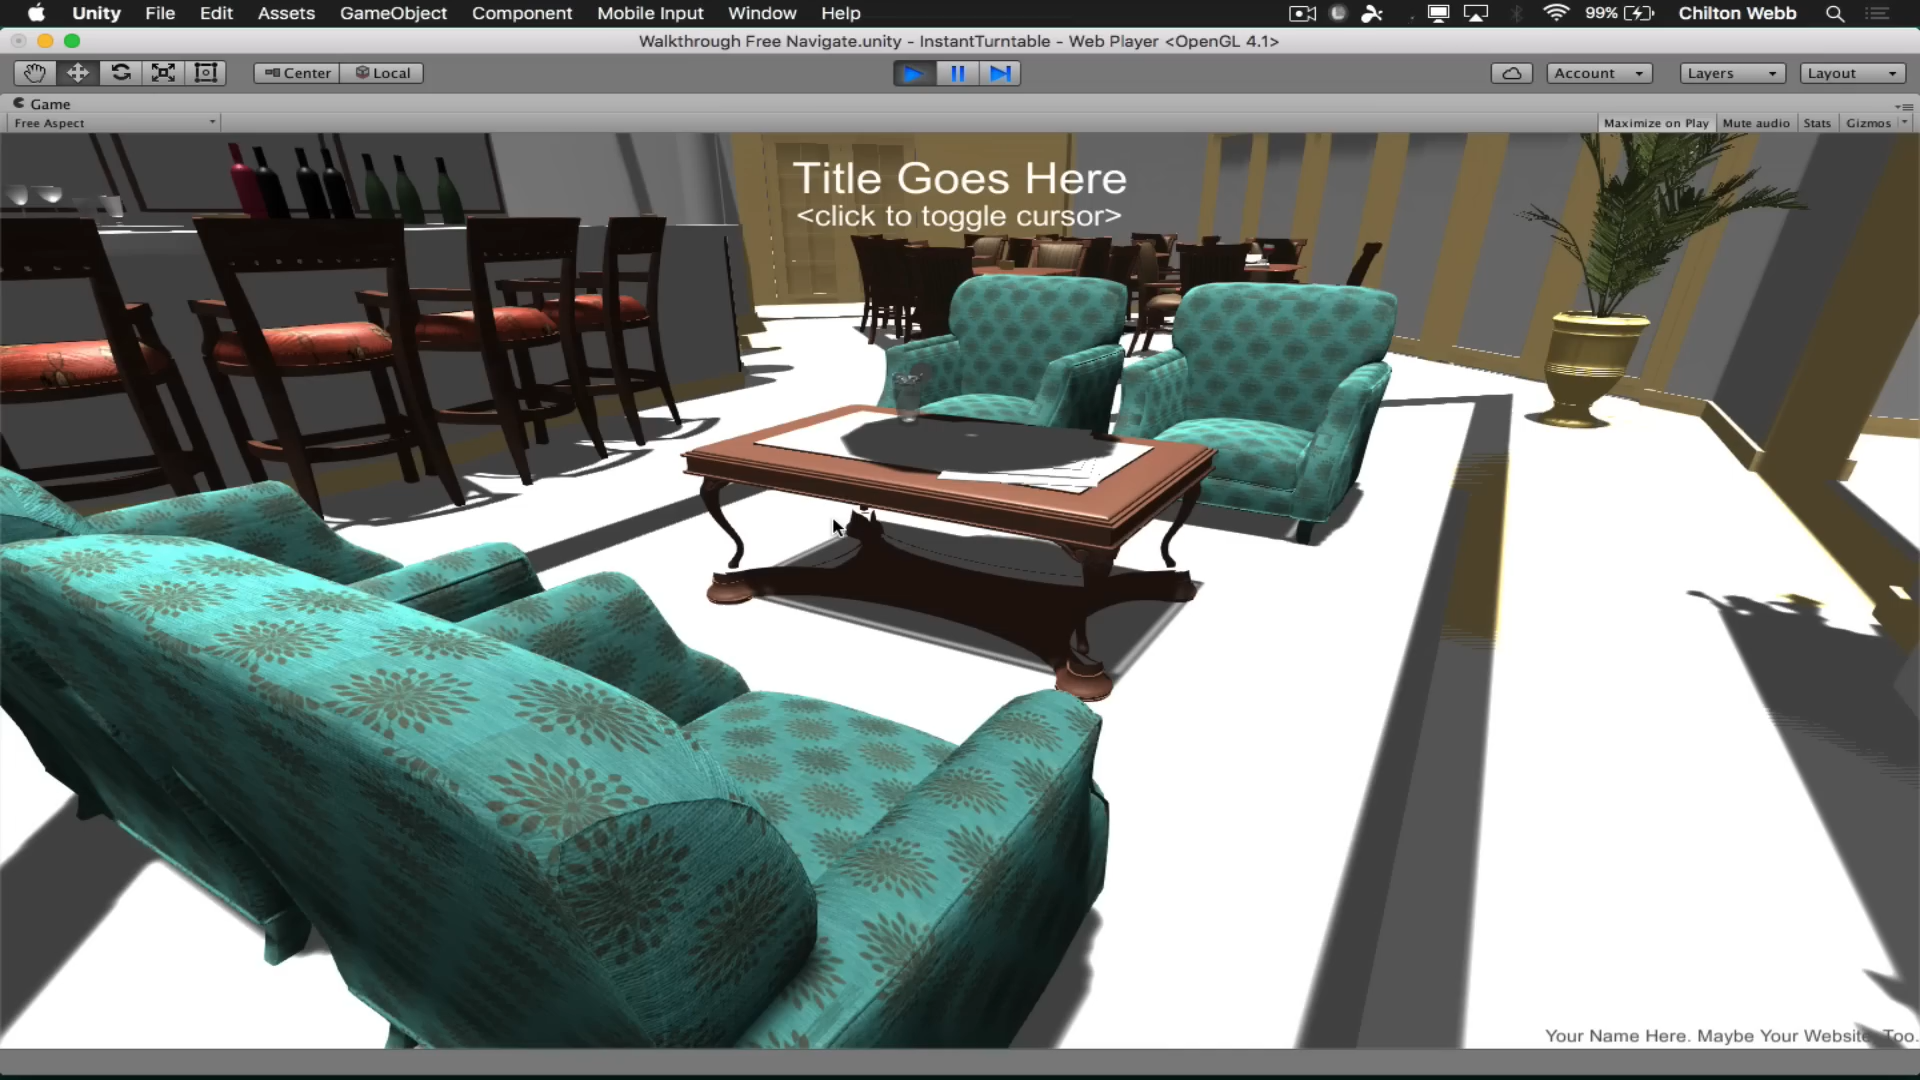 Unity File Edit Assets GameObject Component Mobile Input Window Help 99% Chilton Webb
Walkthrough Free Navigate.unity - InstantTurntable - Web Player <OpenGL 4.1>
Center Local Account Layers Layout
Game
Free Aspect Maximize on Play Mute audio Stats Gizmos
Title Goes Here
<click to toggle cursor>
Your Name Here. Maybe Your Website, Too.